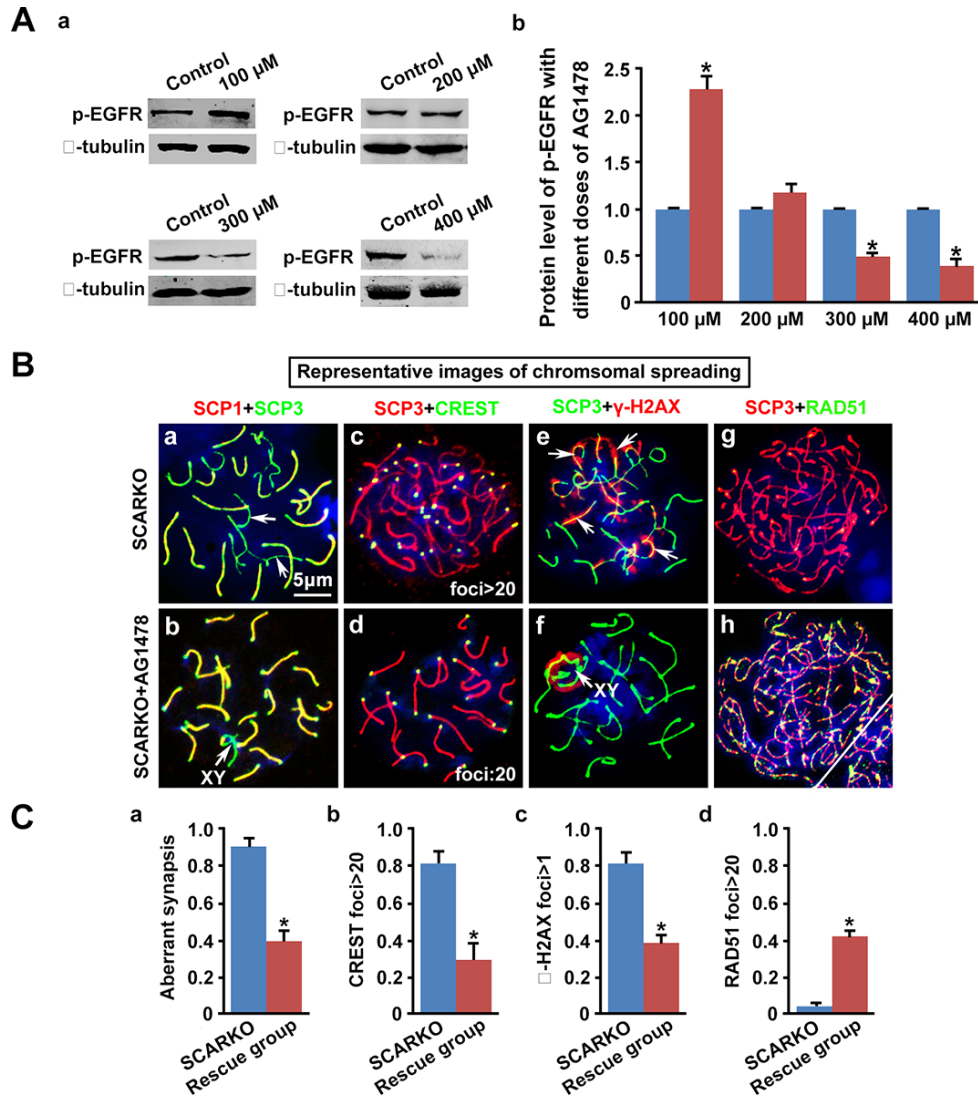 A
a
Control
100 µM
p-EGFR
□-tubulin
Control
200 µM
p-EGFR
□-tubulin
Control
300 µM
p-EGFR
□-tubulin
Control
400 µM
p-EGFR
□-tubulin
b
Protein level of p-EGFR with
different doses of AG1478
2.5
2.0
1.5
1.0
0.5
0
*
*
*
100 µM
200 µM
300 µM
400 µM
B
Representative images of chromsomal spreading
SCP1+SCP3
SCP3+CREST
SCP3+γ-H2AX
SCP3+RAD51
SCARKO
a
5µm
c
foci>20
e
g
SCARKO+AG1478
b
XY
d
foci:20
f
XY
h
C
a
Aberrant synapsis
1.0
0.8
0.6
0.4
0.2
0
*
SCARKO
Rescue group
b
CREST foci>20
1.0
0.8
0.6
0.4
0.2
0
*
SCARKO
Rescue group
c
□-H2AX foci>1
1.0
0.8
0.6
0.4
0.2
0
*
SCARKO
Rescue group
d
RAD51 foci>20
1.0
0.8
0.6
0.4
0.2
0
*
SCARKO
Rescue group